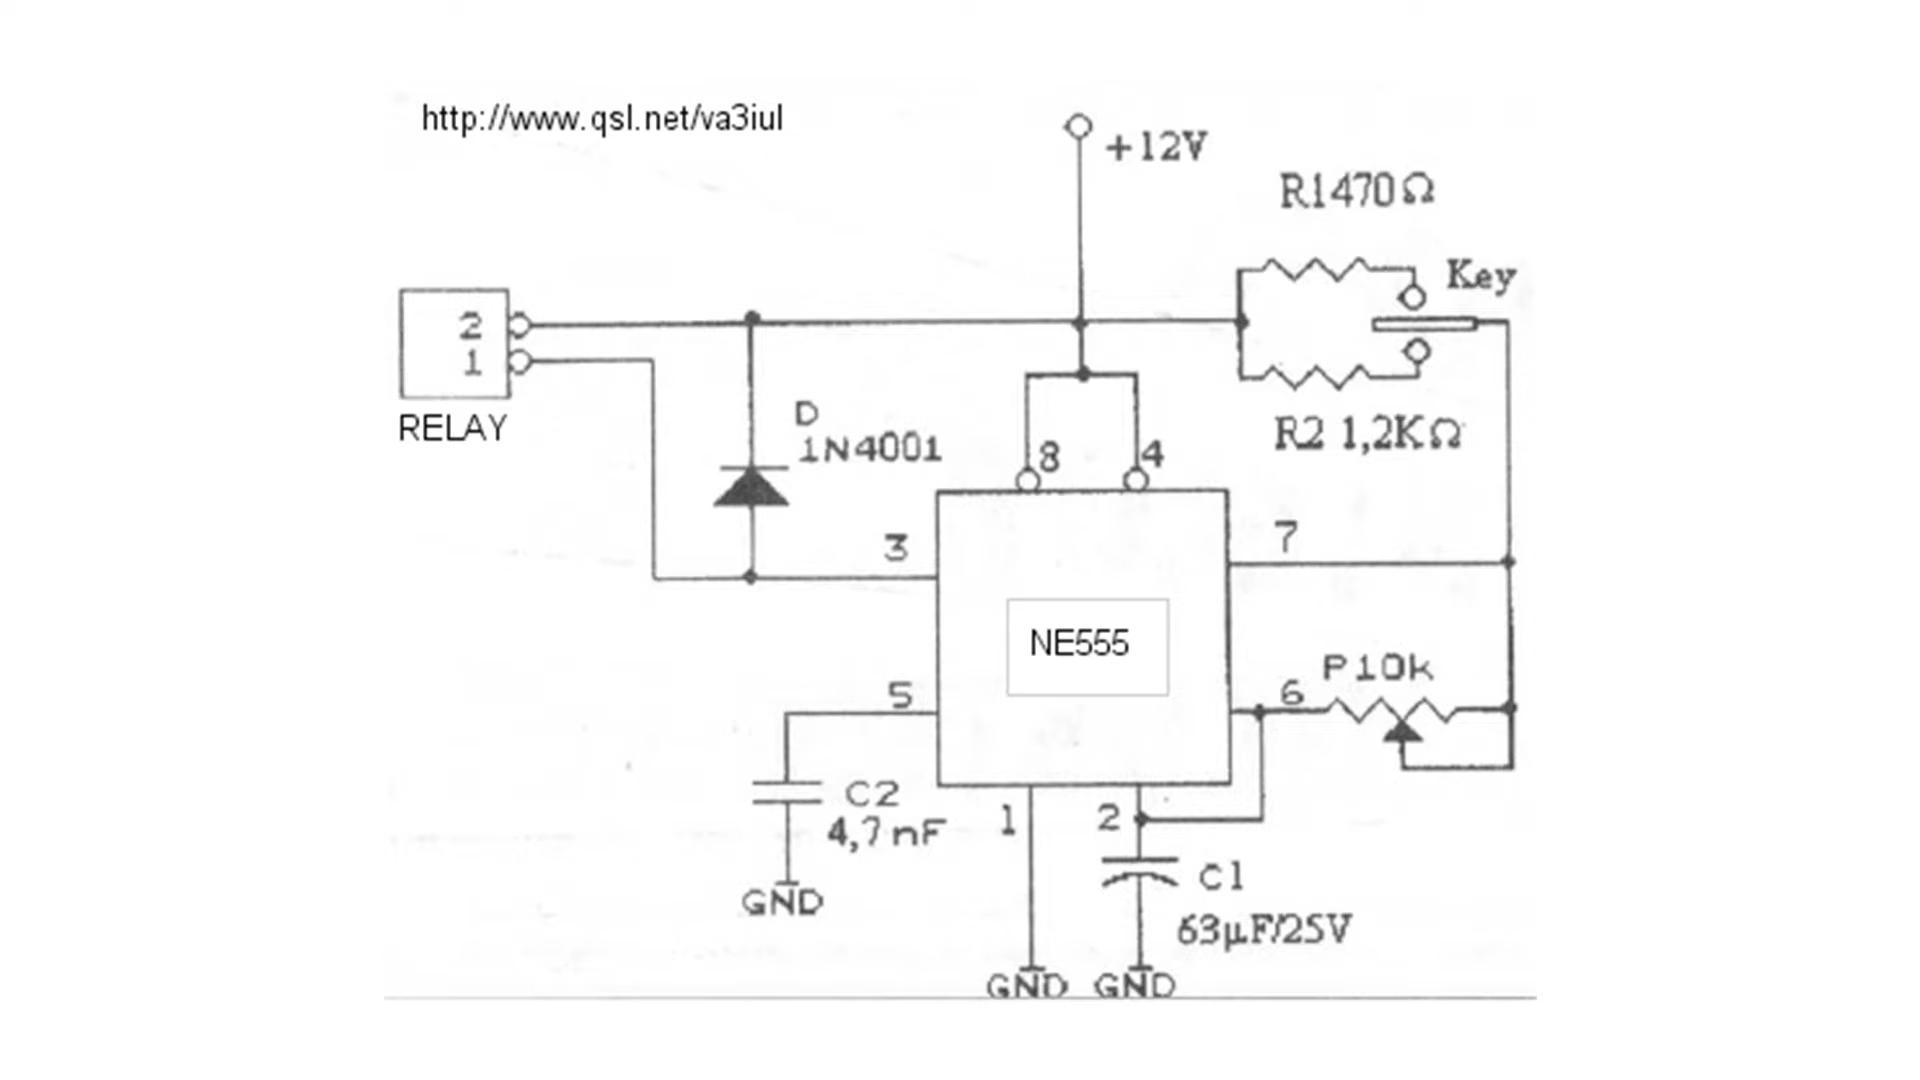 http://www.qsl.net/va3iul
+12V
R1470Ω
Key
2
1
RELAY
D
1N4001
R2 1,2KΩ
8
4
3
7
NE555
P10k
5
6
C2
4,7nF
1
2
C1
63µF/25V
GND
GND
GND